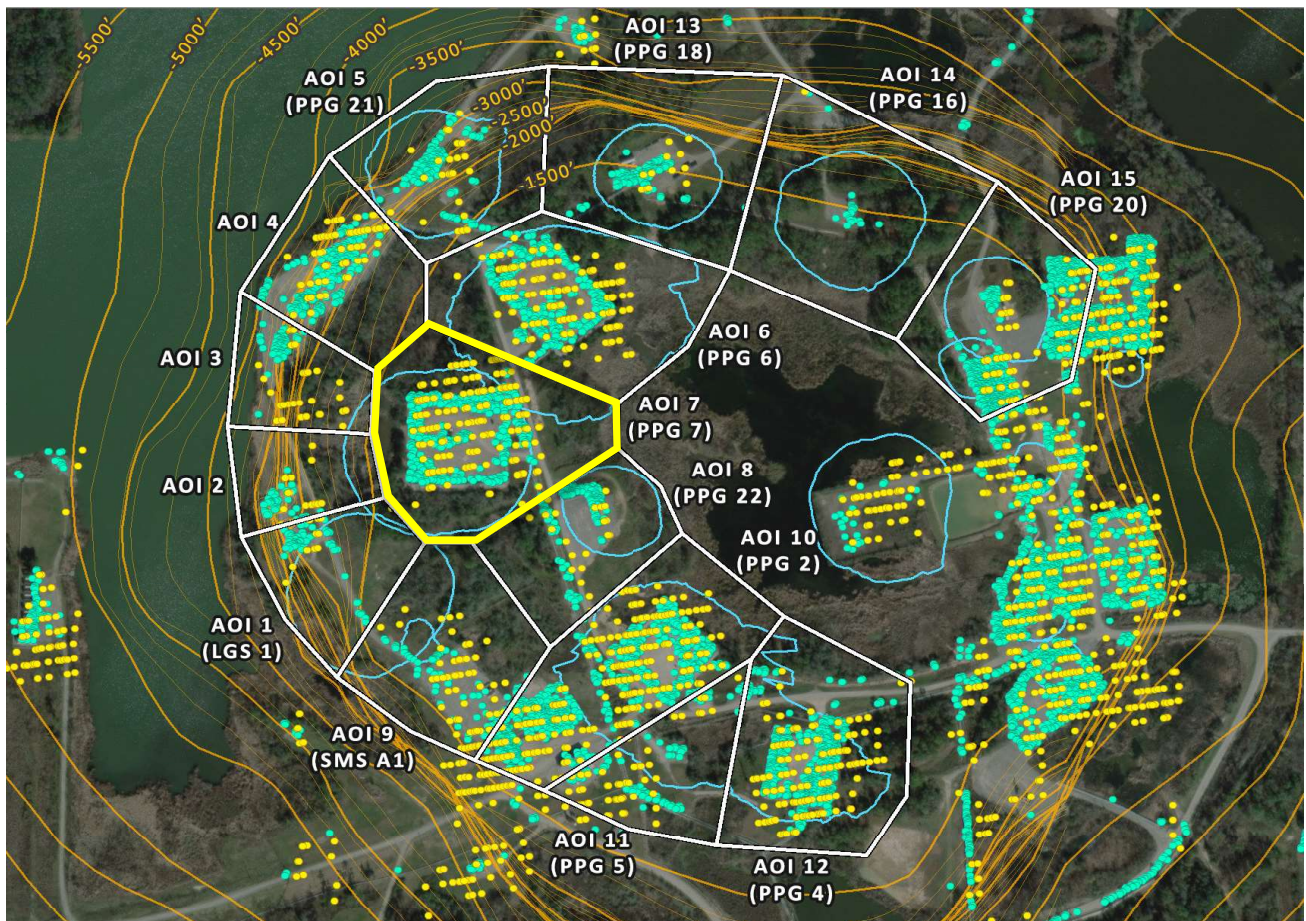 -5500'
-5000'
-4500'
-4000'
-3500'
-3000'
-2500'
-2000'
-1500'
AOI 13
(PPG 18)
AOI 5
(PPG 21)
AOI 14
(PPG 16)
AOI 15
(PPG 20)
AOI 4
AOI 3
AOI 6
(PPG 6)
AOI 7
(PPG 7)
AOI 2
AOI 8
(PPG 22)
AOI 10
(PPG 2)
AOI 1
(LGS 1)
AOI 9
(SMS A1)
AOI 11
(PPG 5)
AOI 12
(PPG 4)